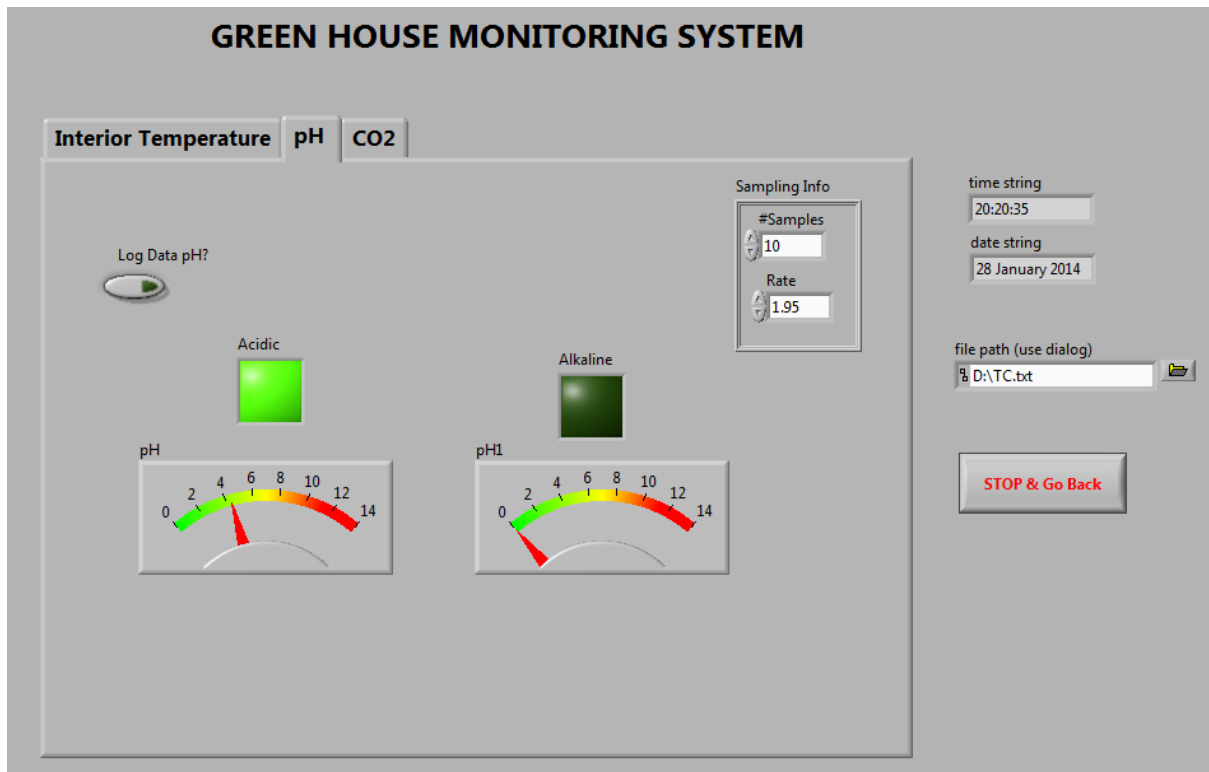 GREEN HOUSE MONITORING SYSTEM
Interior Temperature
pH
CO2
Sampling Info
#Samples
10
Rate
1.95
Log Data pH?
Acidic
Alkaline
pH
0 2 4 6 8 10 12 14
pH1
0 2 4 6 8 10 12 14
time string
20:20:35
date string
28 January 2014
file path (use dialog)
D:\TC.txt
STOP & Go Back